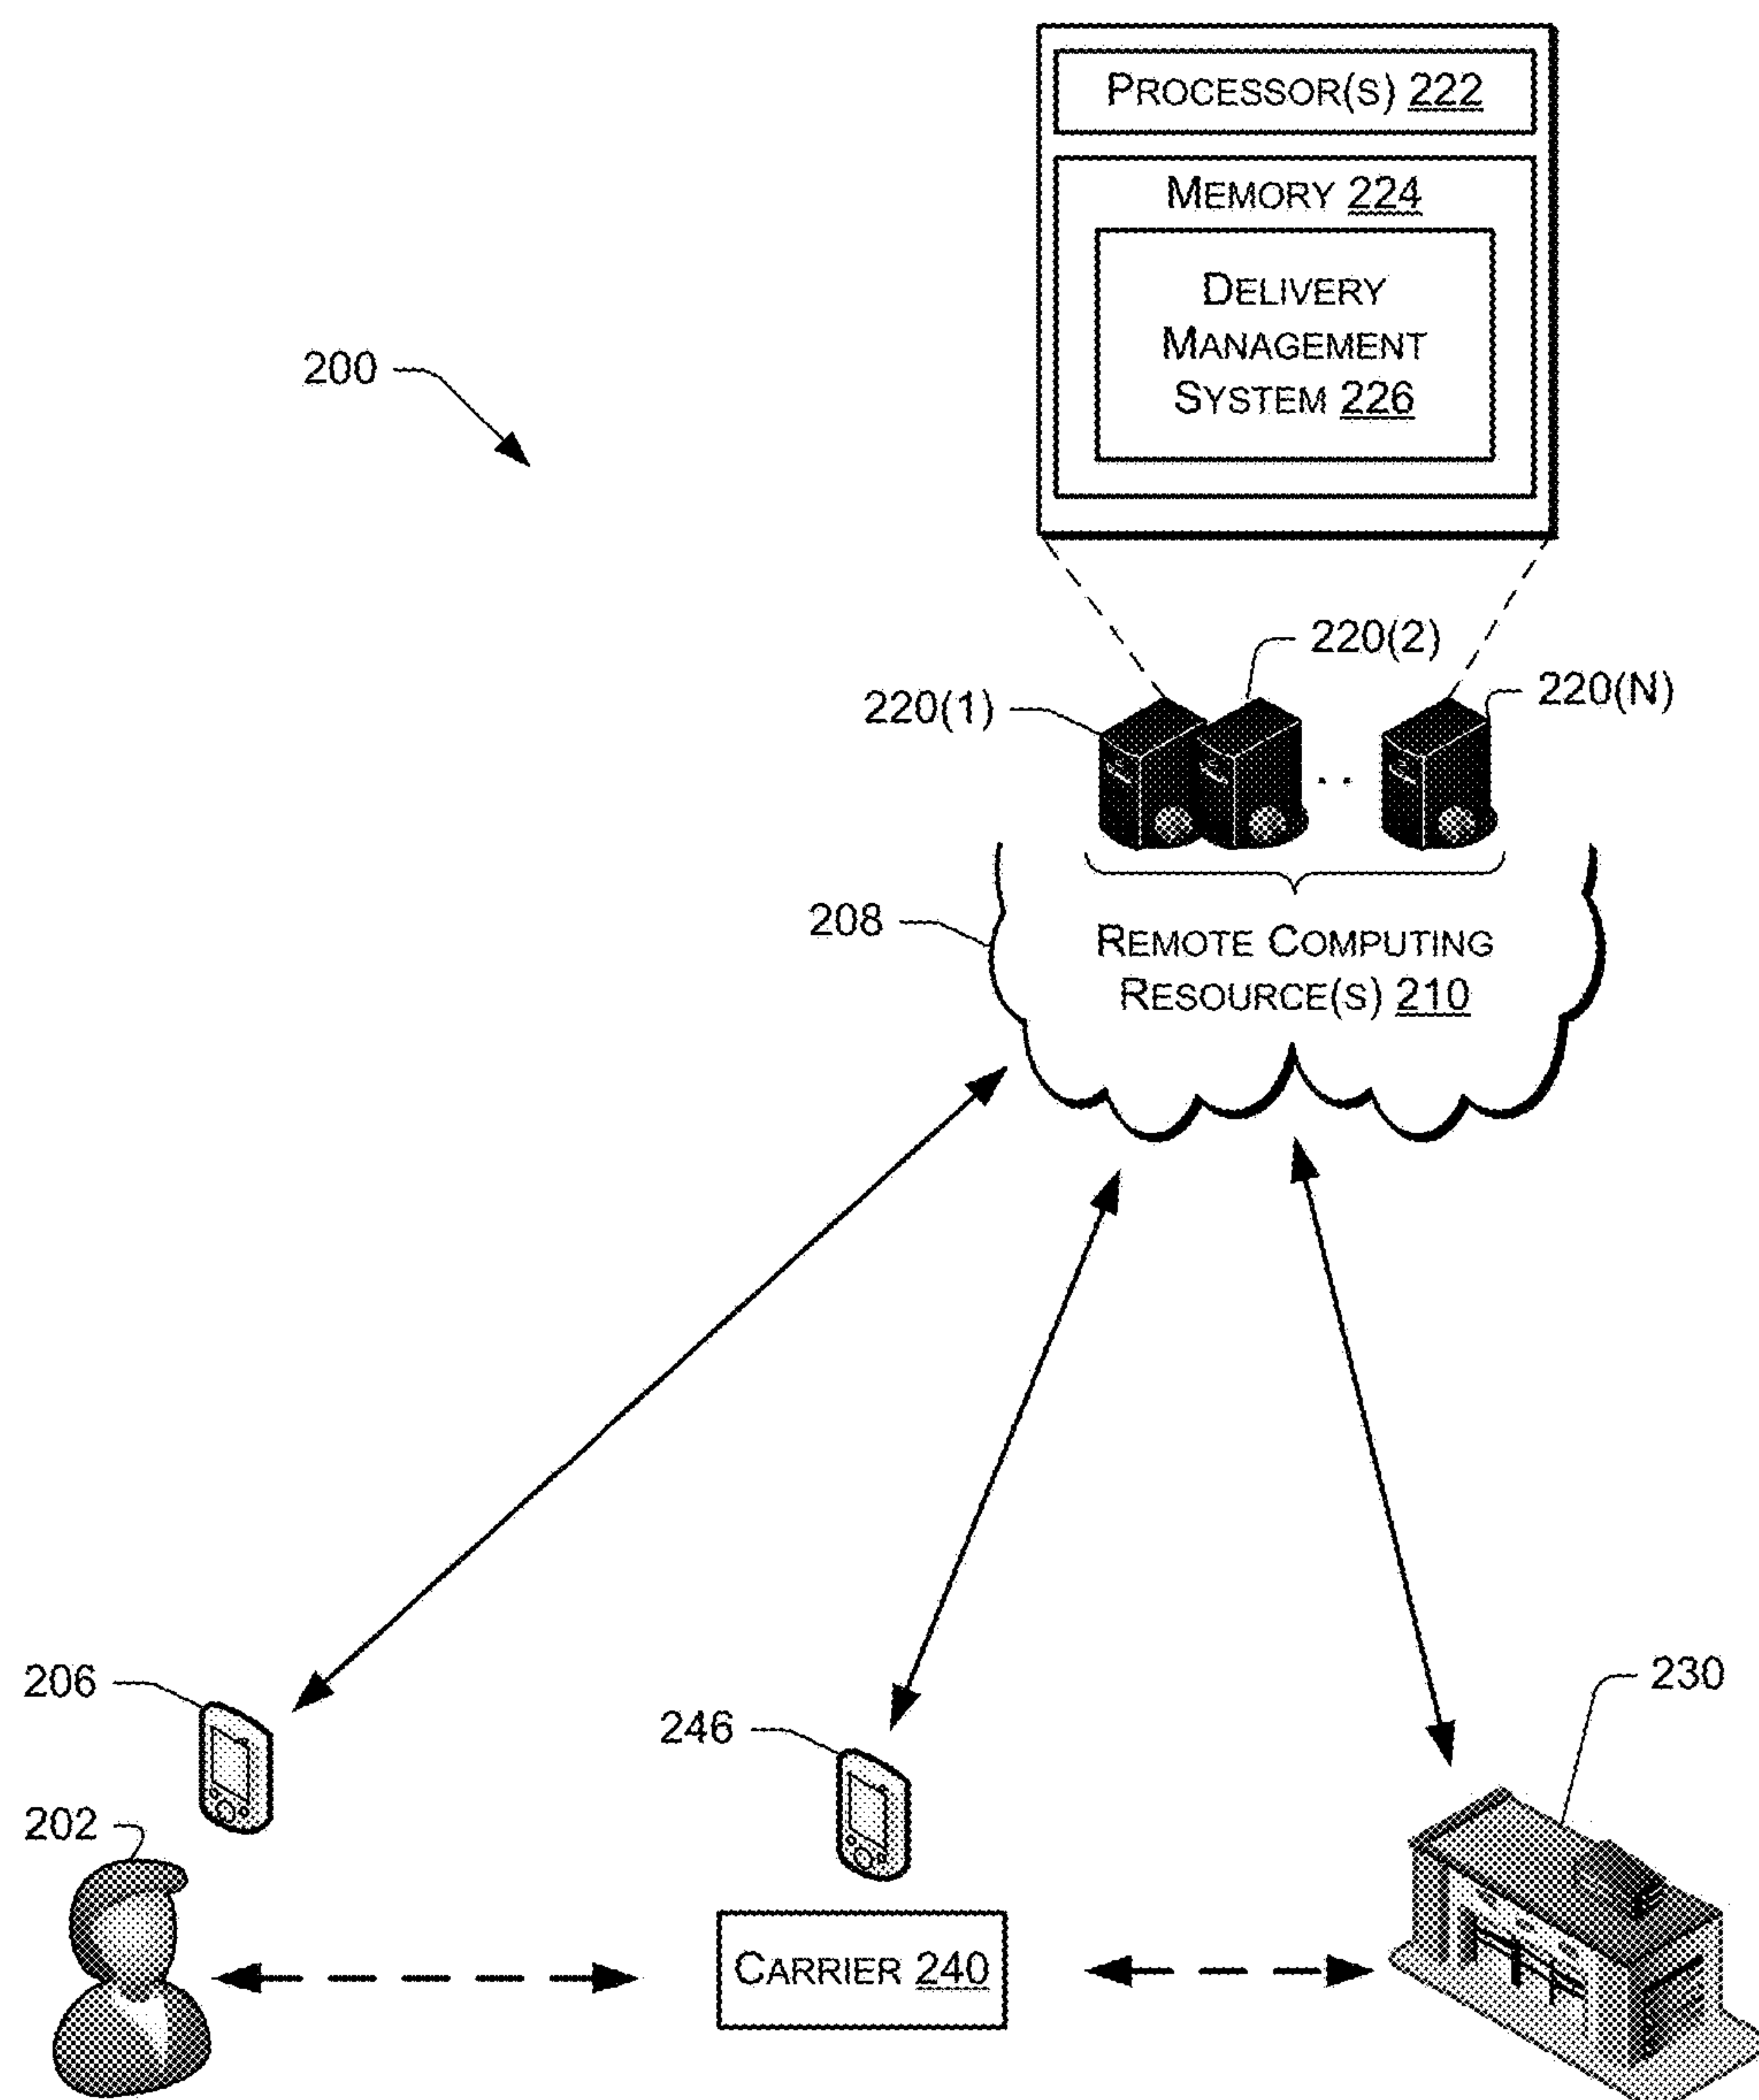 PROCESSOR(S) 222
MEMORY 224
DELIVERY
MANAGEMENT
SYSTEM 226
200
220(2)
220(1)
220(N)
208
REMOTE COMPUTING
RESOURCE(S) 210
206
246
230
202
CARRIER 240